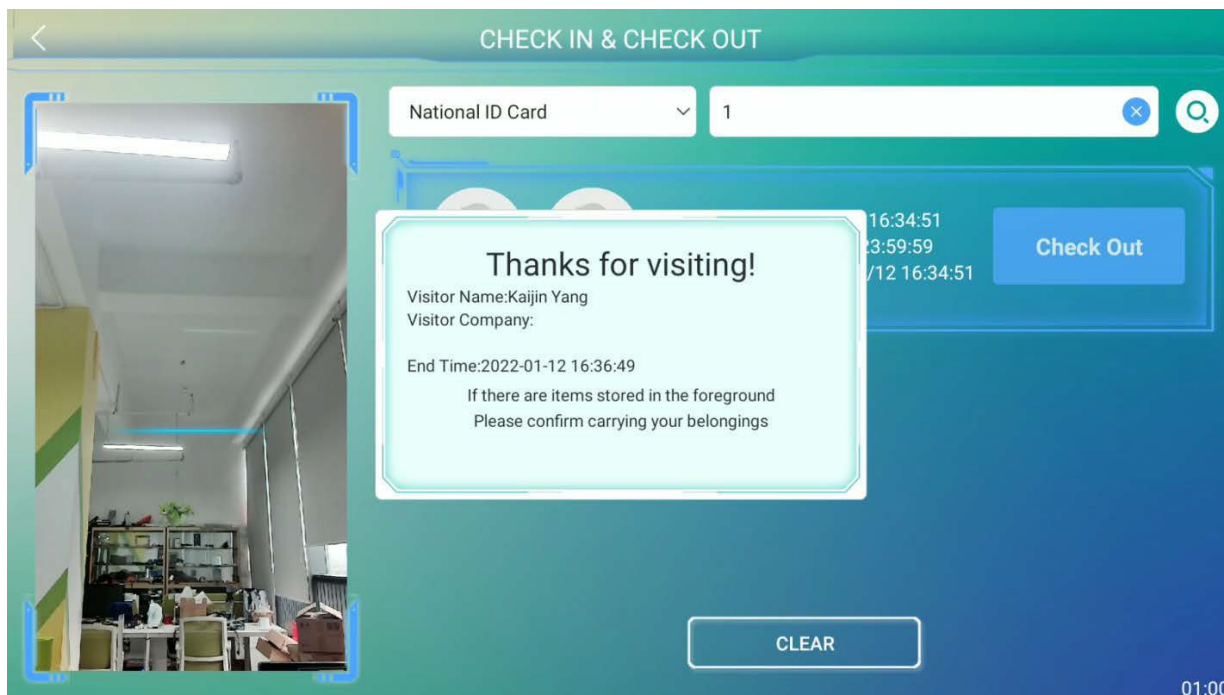 CHECK IN & CHECK OUT
National ID Card
1
16:34:51
3:59:59
/12 16:34:51
Check Out
Thanks for visiting!
Visitor Name:Kaijin Yang
Visitor Company:
End Time:2022-01-12 16:36:49
If there are items stored in the foreground
Please confirm carrying your belongings
CLEAR
01:00